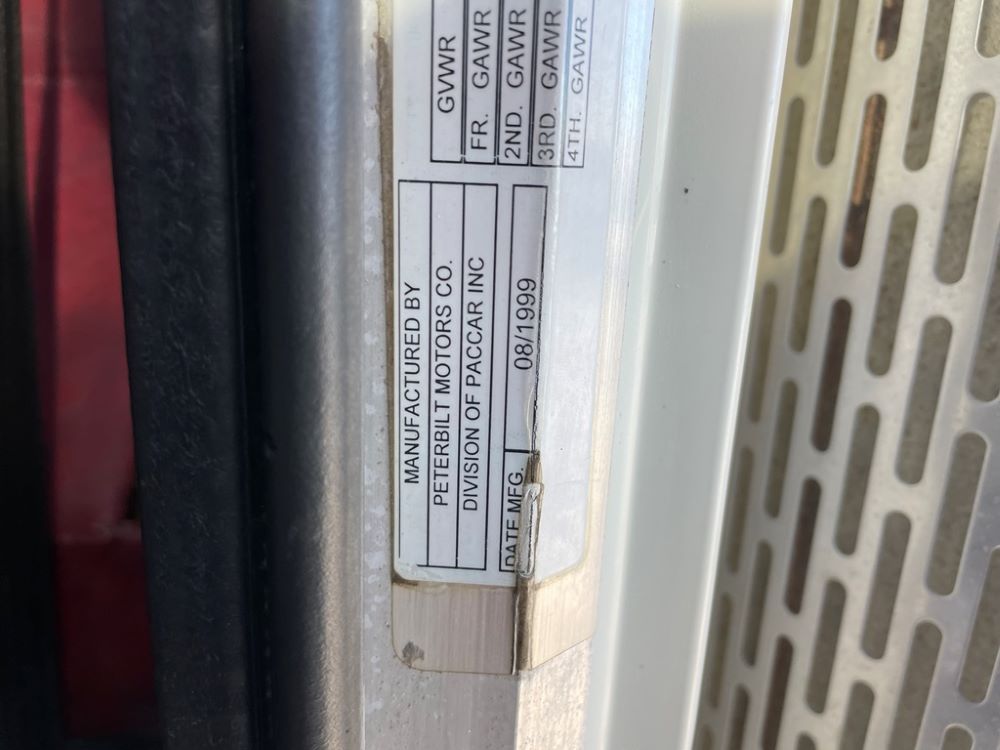 MANUFACTURED BY
PETERBILT MOTORS CO.
DIVISION OF PACCAR INC
DATE MFG. 08/1999
GVWR
FR. GAWR
2ND. GAWR
3RD. GAWR
4TH. GAWR